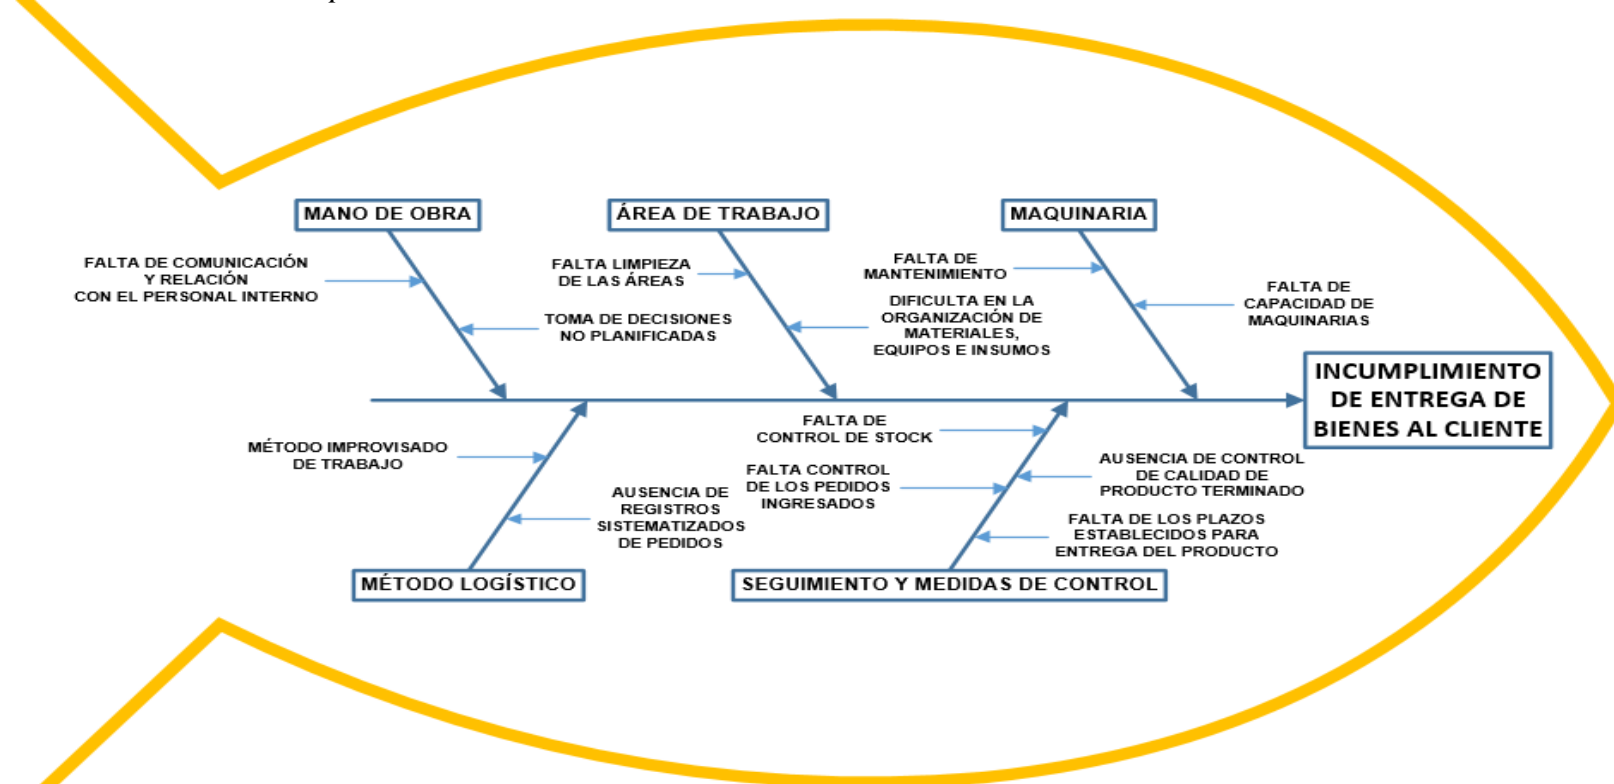 MANO DE OBRA
ÁREA DE TRABAJO
MAQUINARIA
FALTA DE COMUNICACIÓN
Y RELACIÓN
CON EL PERSONAL INTERNO
TOMA DE DECISIONES
NO PLANIFICADAS
FALTA LIMPIEZA
DE LAS ÁREAS
DIFICULTA EN LA
ORGANIZACIÓN DE
MATERIALES,
EQUIPOS E INSUMOS
FALTA DE
MANTENIMIENTO
FALTA DE
CAPACIDAD DE
MAQUINARIAS
INCUMPLIMIENTO
DE ENTREGA DE
BIENES AL CLIENTE
MÉTODO IMPROVISADO
DE TRABAJO
AUSENCIA DE
REGISTROS
SISTEMATIZADOS
DE PEDIDOS
FALTA DE
CONTROL DE STOCK
FALTA CONTROL
DE LOS PEDIDOS
INGRESADOS
AUSENCIA DE CONTROL
DE CALIDAD DE
PRODUCTO TERMINADO
FALTA DE LOS PLAZOS
ESTABLECIDOS PARA
ENTREGA DEL PRODUCTO
MÉTODO LOGÍSTICO
SEGUIMIENTO Y MEDIDAS DE CONTROL